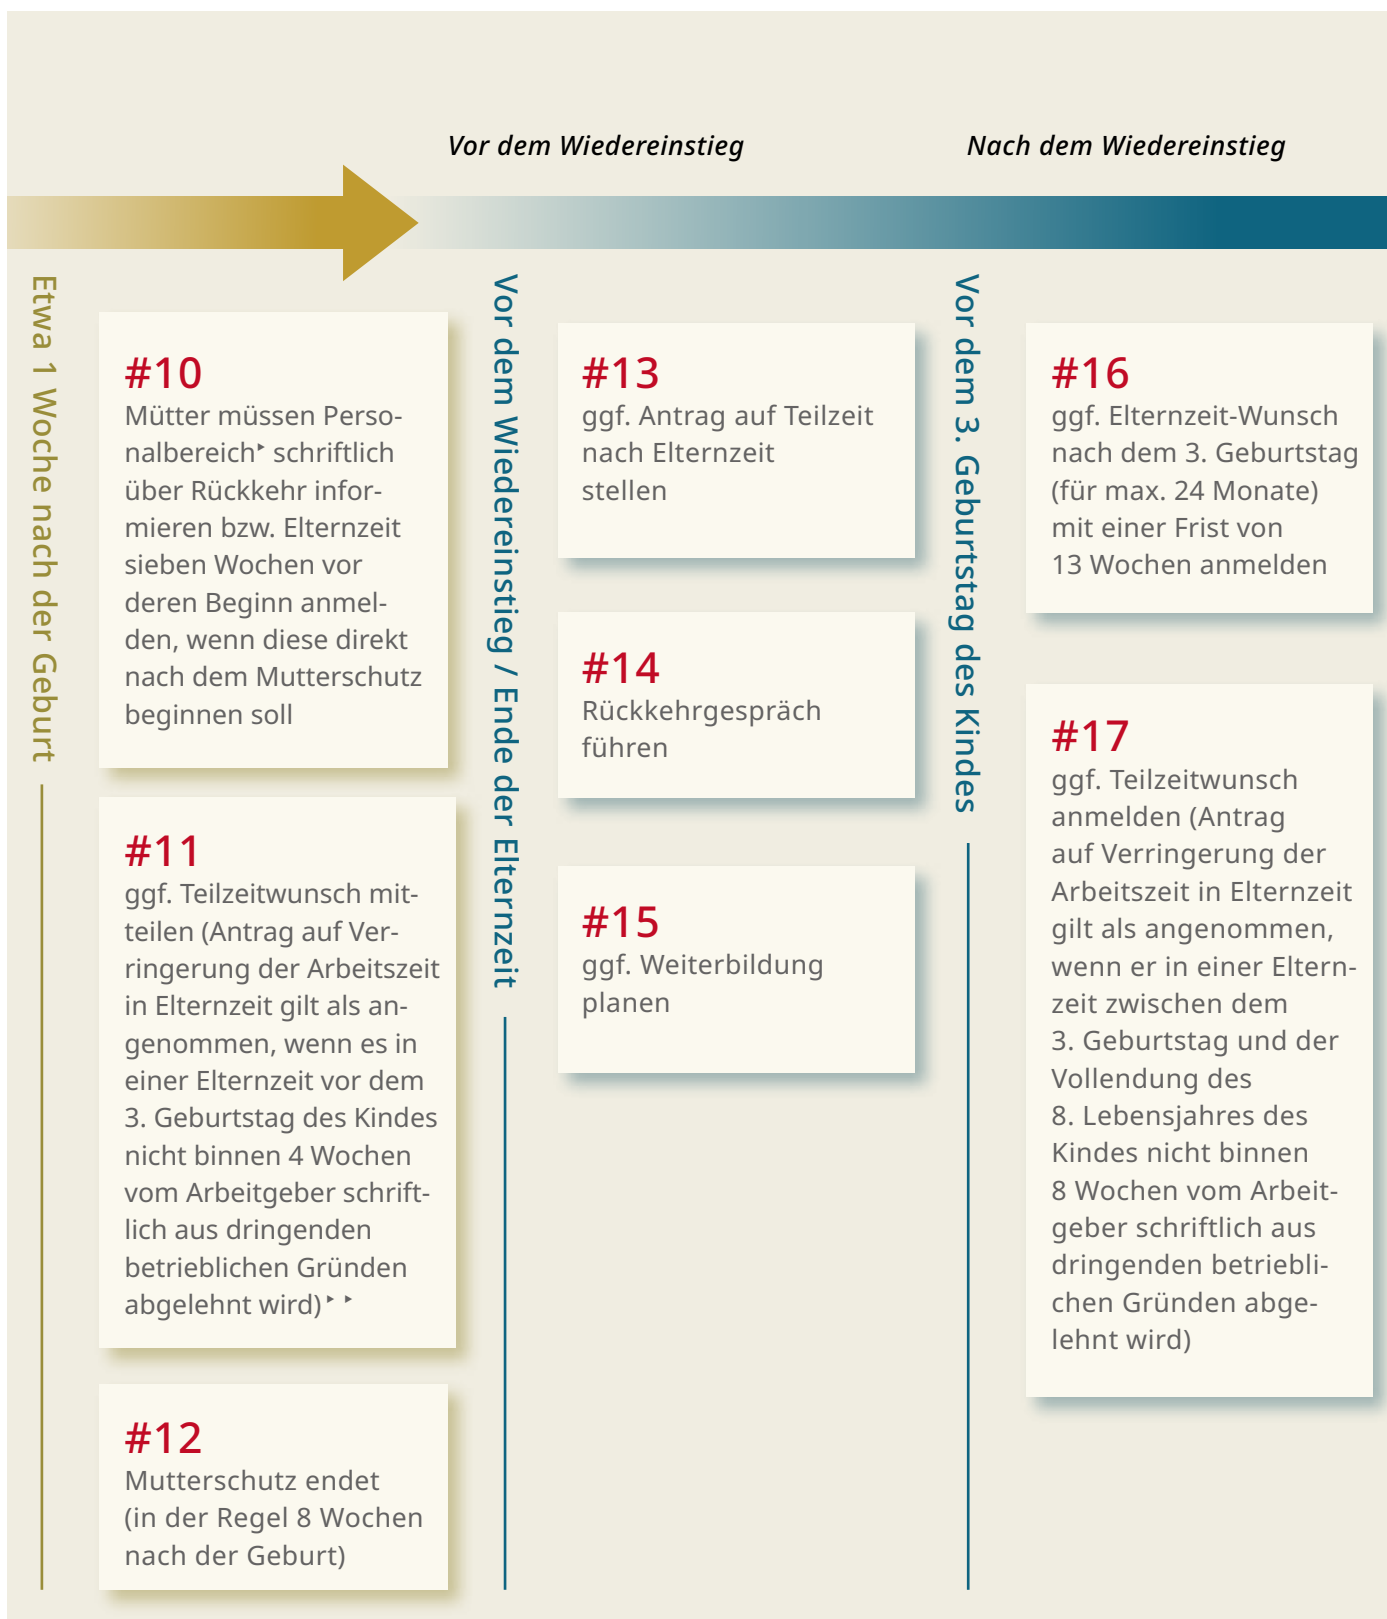 Vor dem Wiedereinstieg
Nach dem Wiedereinstieg
Etwa 1 Woche nach der Geburt
#10
Mütter müssen Perso-
nalbereich‣ schriftlich
über Rückkehr infor-
mieren bzw. Elternzeit
sieben Wochen vor
deren Beginn anmel-
den, wenn diese direkt
nach dem Mutterschutz
beginnen soll
#11
ggf. Teilzeitwunsch mit-
teilen (Antrag auf Ver-
ringerung der Arbeitszeit
in Elternzeit gilt als an-
genommen, wenn es in
einer Elternzeit vor dem
3. Geburtstag des Kindes
nicht binnen 4 Wochen
vom Arbeitgeber schrift-
lich aus dringenden
betrieblichen Gründen
abgelehnt wird)‣ ‣
#12
Mutterschutz endet
(in der Regel 8 Wochen
nach der Geburt)
Vor dem Wiedereinstieg / Ende der Elternzeit
#13
ggf. Antrag auf Teilzeit
nach Elternzeit
stellen
#14
Rückkehrgespräch
führen
#15
ggf. Weiterbildung
planen
Vor dem 3. Geburtstag des Kindes
#16
ggf. Elternzeit-Wunsch
nach dem 3. Geburtstag
(für max. 24 Monate)
mit einer Frist von
13 Wochen anmelden
#17
ggf. Teilzeitwunsch
anmelden (Antrag
auf Verringerung der
Arbeitszeit in Elternzeit
gilt als angenommen,
wenn er in einer Eltern-
zeit zwischen dem
3. Geburtstag und der
Vollendung des
8. Lebensjahres des
Kindes nicht binnen
8 Wochen vom Arbeit-
geber schriftlich aus
dringenden betriebli-
chen Gründen abge-
lehnt wird)